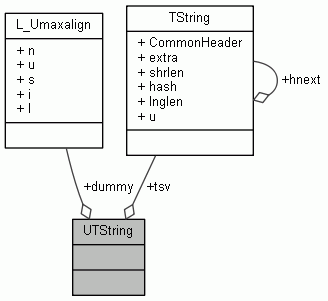 L_Umaxalign
+ n
+ u
+ s
+ i
+ l
TString
+ CommonHeader
+ extra
+ shrlen
+ hash
+ lnglen
+ u
+hnext
+dummy
+tsv
UTString